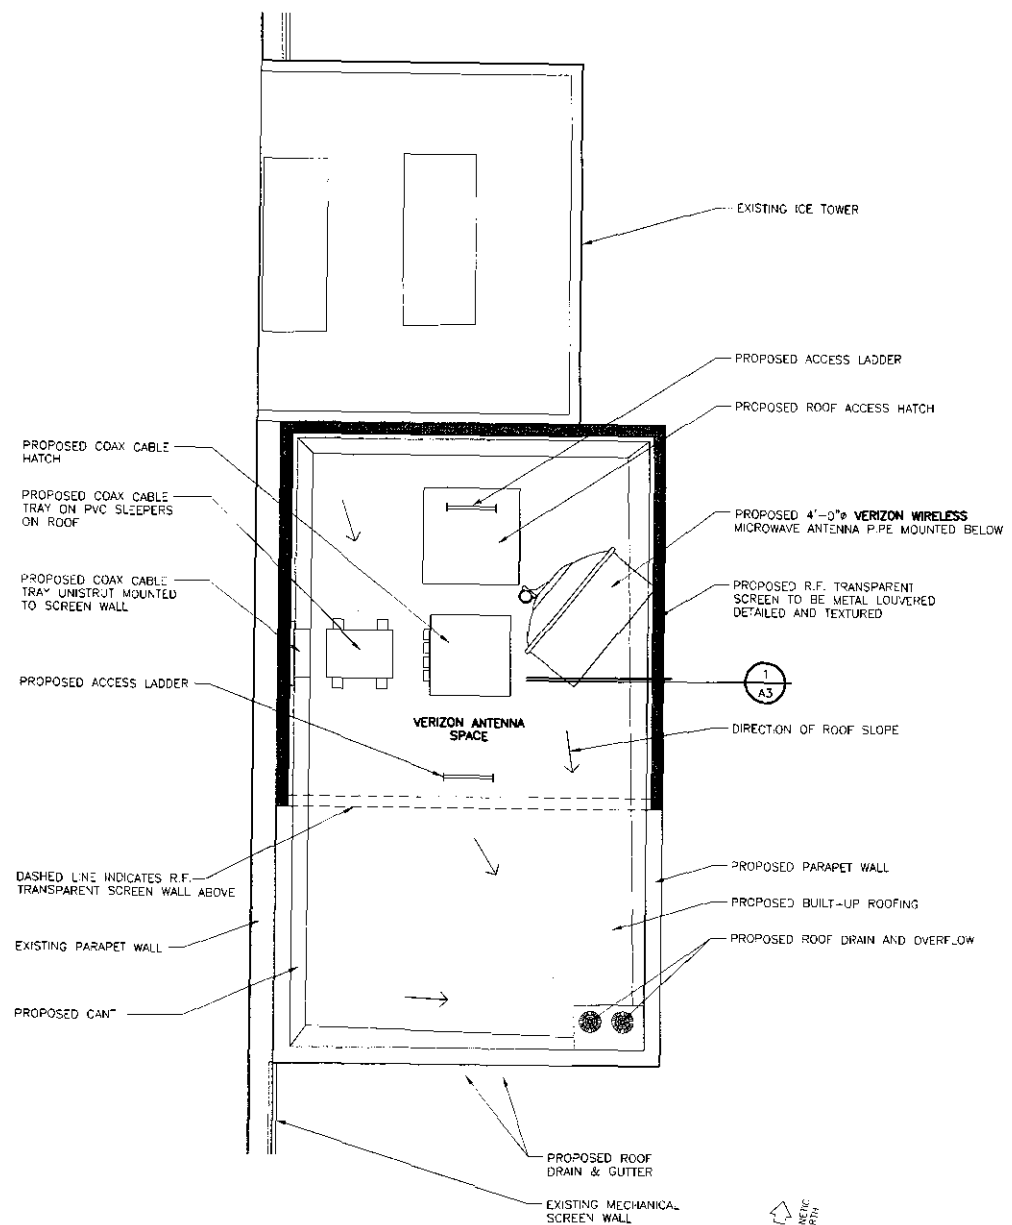 EXISTING ICE TOWER
PROPOSED ACCESS LADDER
PROPOSED ROOF ACCESS HATCH
PROPOSED COAX CABLE
HATCH
PROPOSED COAX CABLE
TRAY ON PVC SLEEPERS
ON ROOF
PROPOSED 4'-0"ø VERIZON WIRELESS
MICROWAVE ANTENNA PIPE MOUNTED BELOW
PROPOSED COAX CABLE
TRAY UNISTRUT MOUNTED
TO SCREEN WALL
PROPOSED R.F. TRANSPARENT
SCREEN TO BE METAL LOUVERED
DETAILED AND TEXTURED
PROPOSED ACCESS LADDER
1
A3
VERIZON ANTENNA
SPACE
DIRECTION OF ROOF SLOPE
DASHED LINE INDICATES R.F.
TRANSPARENT SCREEN WALL ABOVE
PROPOSED PARAPET WALL
PROPOSED BUILT-UP ROOFING
EXISTING PARAPET WALL
PROPOSED ROOF DRAIN AND OVERFLOW
PROPOSED CANT
PROPOSED ROOF
DRAIN & GUTTER
EXISTING MECHANICAL
SCREEN WALL